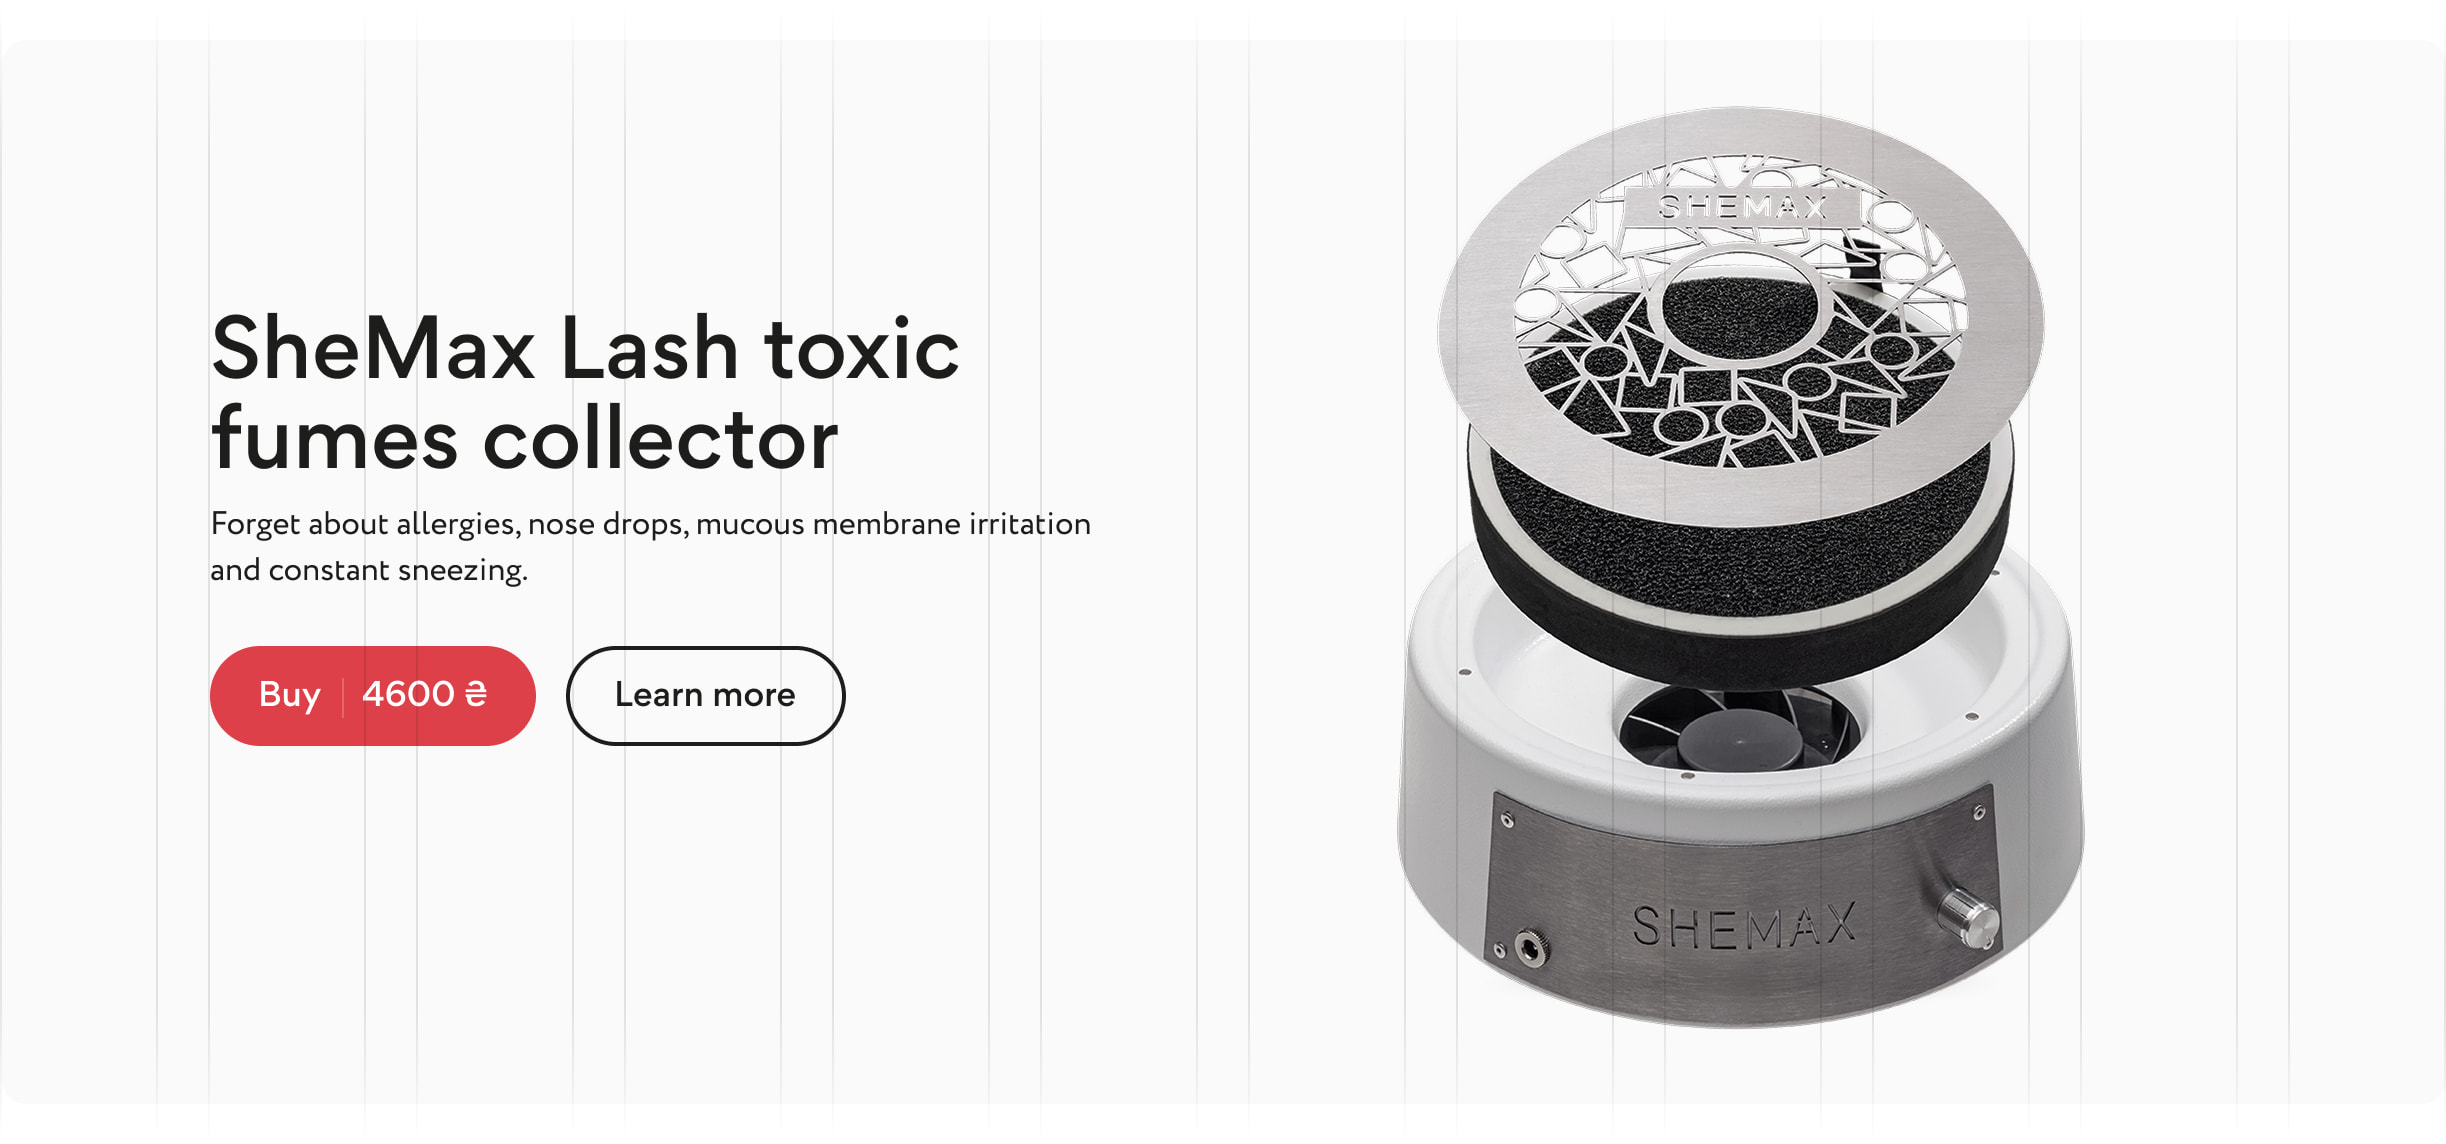 SHEMAX
SheMax Lash toxic
fumes collector
Forget about allergies, nose drops, mucous membrane irritation
and constant sneezing.
Buy | 4600 ₴
Learn more
SHEMAX